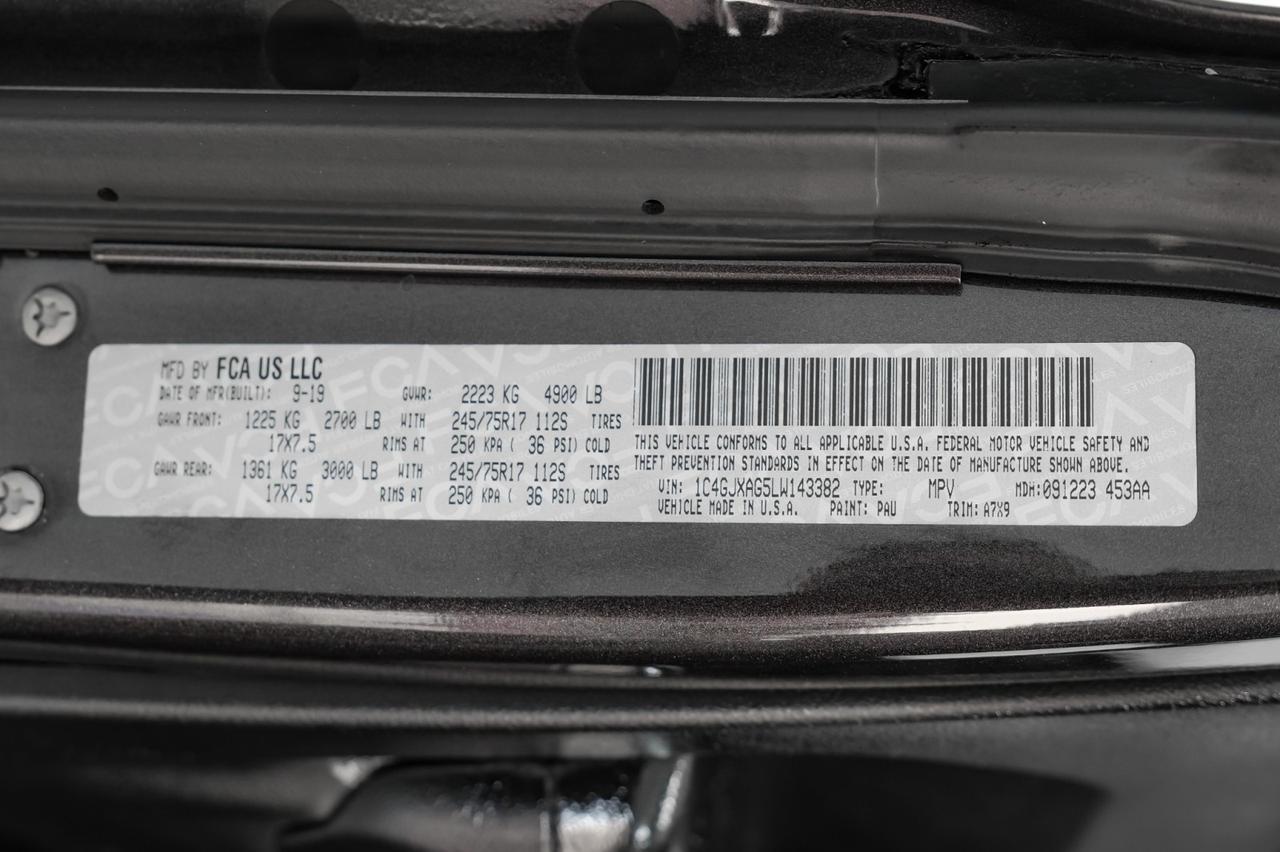 MFD BY FCA US LLC
DATE OF MFR(BUILT): 9-19 GVWR: 2223 KG 4900 LB
GAWR FRONT: 1225 KG 2700 LB WITH 245/75R17 112S TIRES
17X7.5 RIMS AT 250 KPA ( 36 PSI) COLD
GAWR REAR: 1361 KG 3000 LB WITH 245/75R17 112S TIRES
17X7.5 RIMS AT 250 KPA ( 36 PSI) COLD
THIS VEHICLE CONFORMS TO ALL APPLICABLE U.S.A. FEDERAL MOTOR VEHICLE SAFETY AND
THEFT PREVENTION STANDARDS IN EFFECT ON THE DATE OF MANUFACTURE SHOWN ABOVE.
VIN: 1C4GJXAG5LW143382 TYPE: MPV MDH:091223 453AA
VEHICLE MADE IN U.S.A. PAINT: PAU TRIM: A7X9